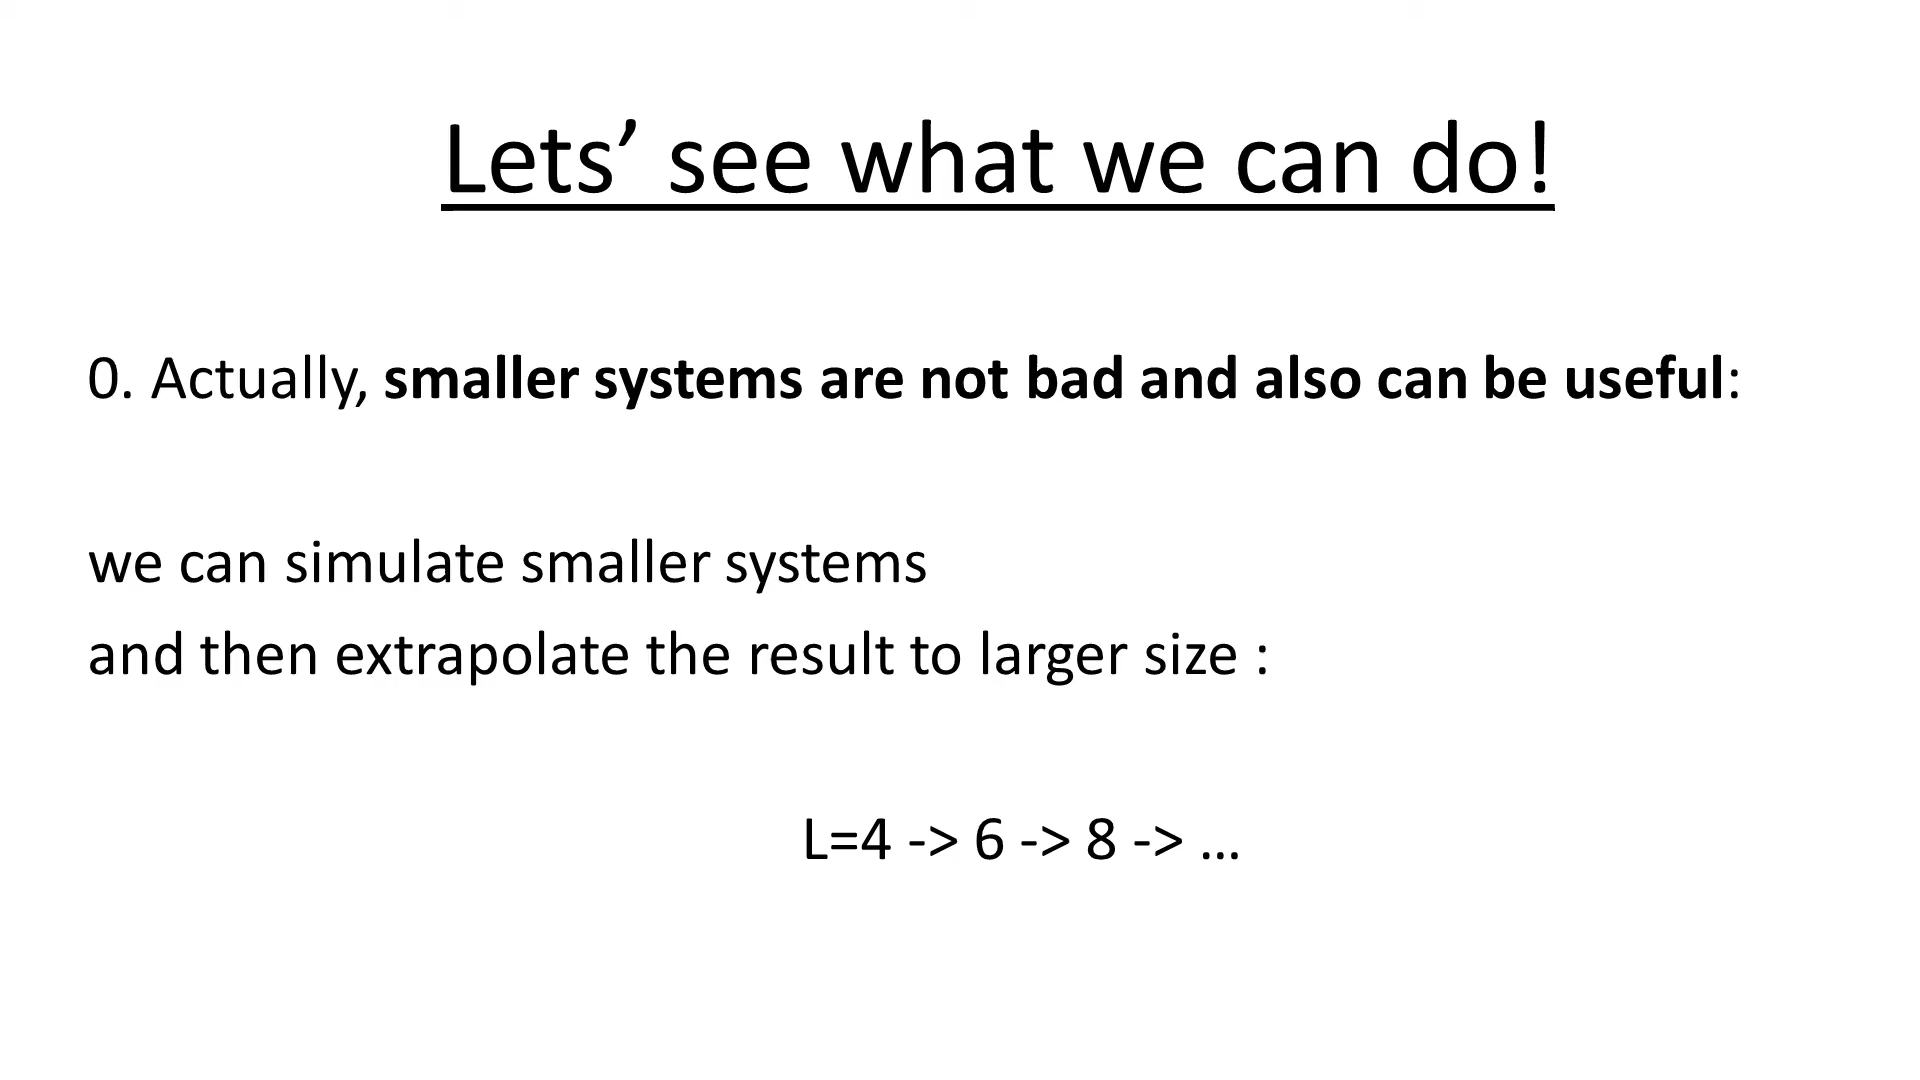 Lets’ see what we can do!
0. Actually, smaller systems are not bad and also can be useful:
we can simulate smaller systems
and then extrapolate the result to larger size :
L=4 -> 6 -> 8 -> …